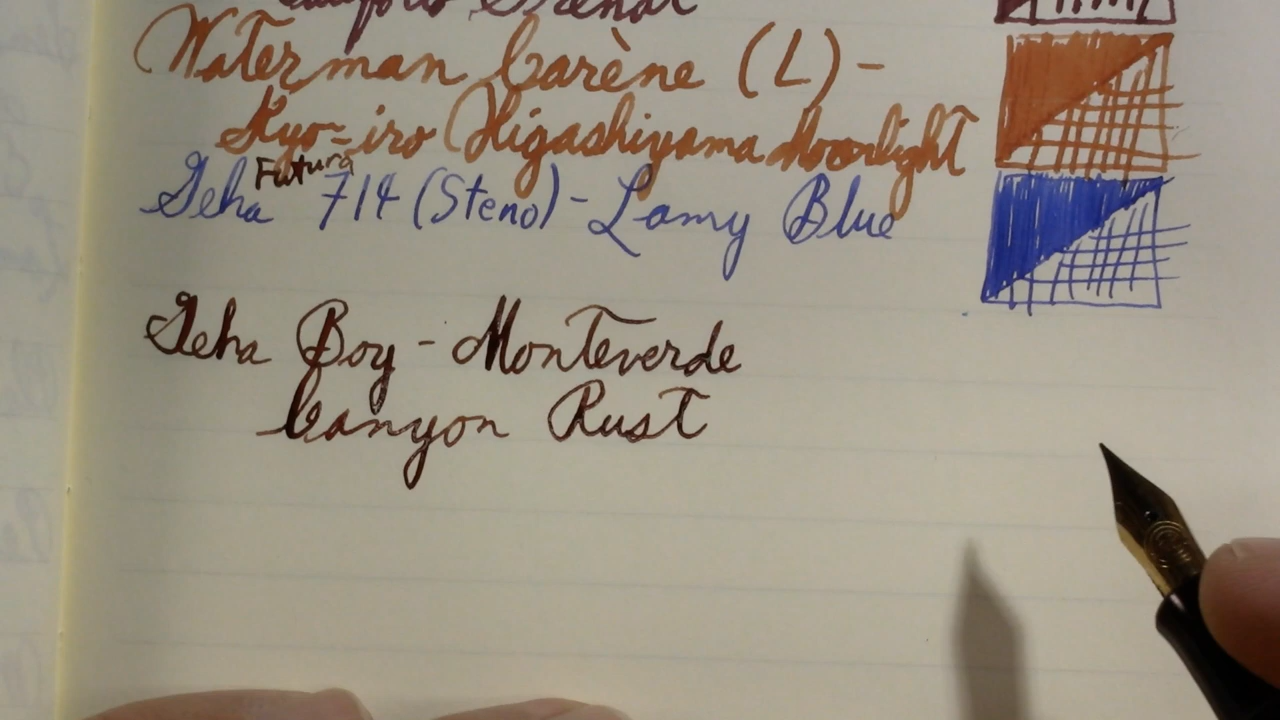 Waterman Carène (L) -
Kyo-iro Higashiyama Moonlight
Futura
Geha 714 (Steno) - Lamy Blue
Geha Boy - Monteverde
Canyon Rust